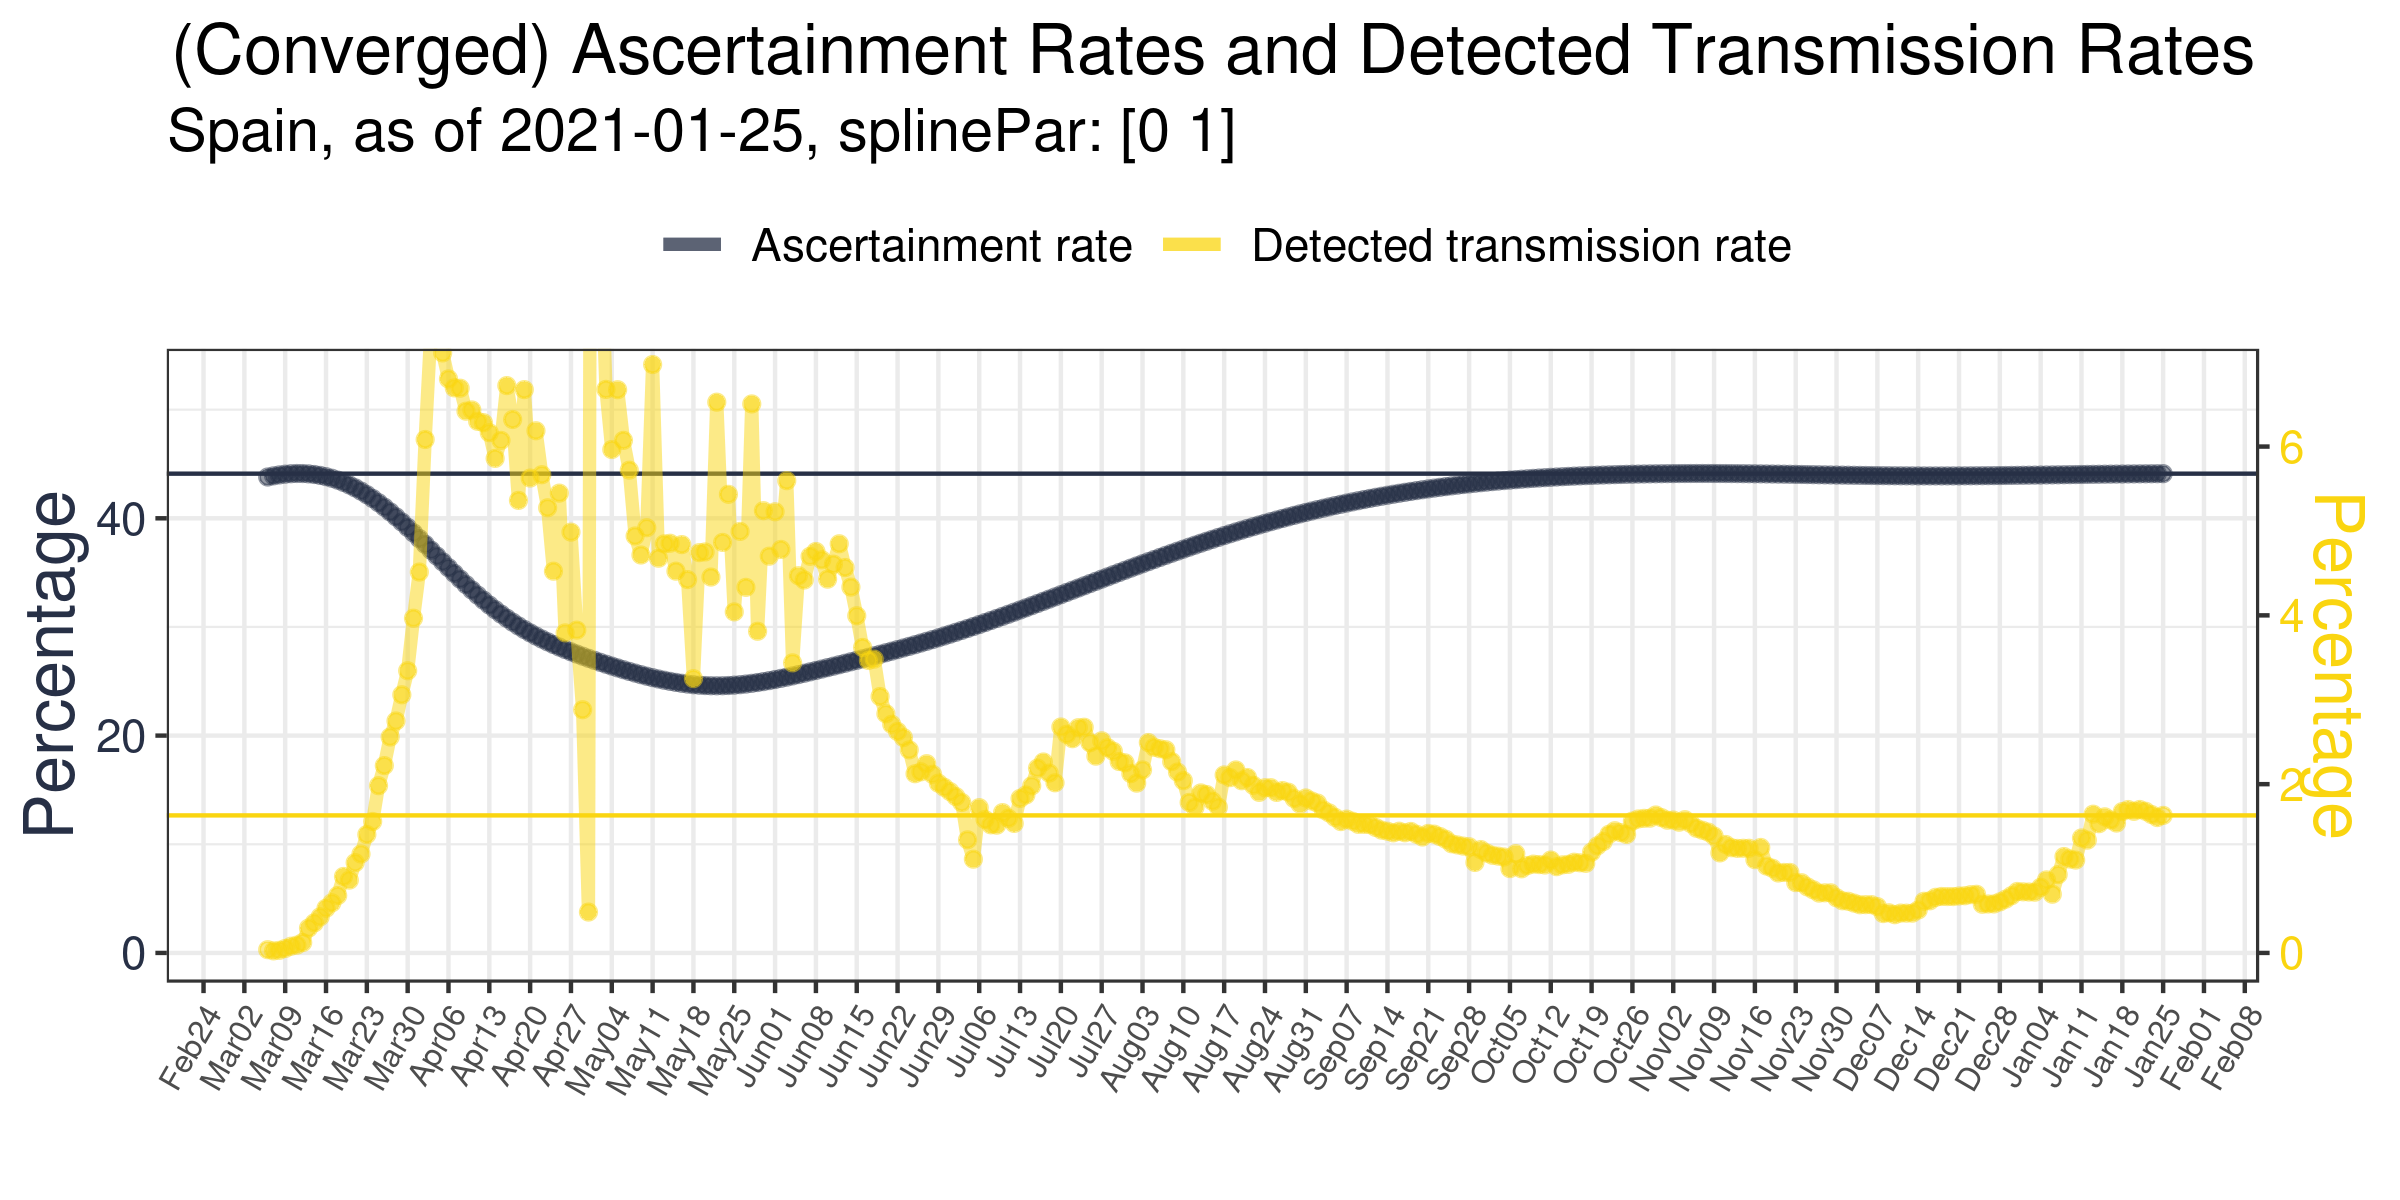 (Converged) Ascertainment Rates and Detected Transmission Rates
Spain, as of 2021-01-25, splinePar: [0 1]
Ascertainment rate Detected transmission rate
Percentage
40
20
0
6
4
2
0
Percentage
Feb24 Mar02 Mar09 Mar16 Mar23 Mar30 Apr06 Apr13 Apr20 Apr27 May04 May11 May18 May25 Jun01 Jun08 Jun15 Jun22 Jun29 Jul06 Jul13 Jul20 Jul27 Aug03 Aug10 Aug17 Aug24 Aug31 Sep07 Sep14 Sep21 Sep28 Oct05 Oct12 Oct19 Oct26 Nov02 Nov09 Nov16 Nov23 Nov30 Dec07 Dec14 Dec21 Dec28 Jan04 Jan11 Jan18 Jan25 Feb01 Feb08